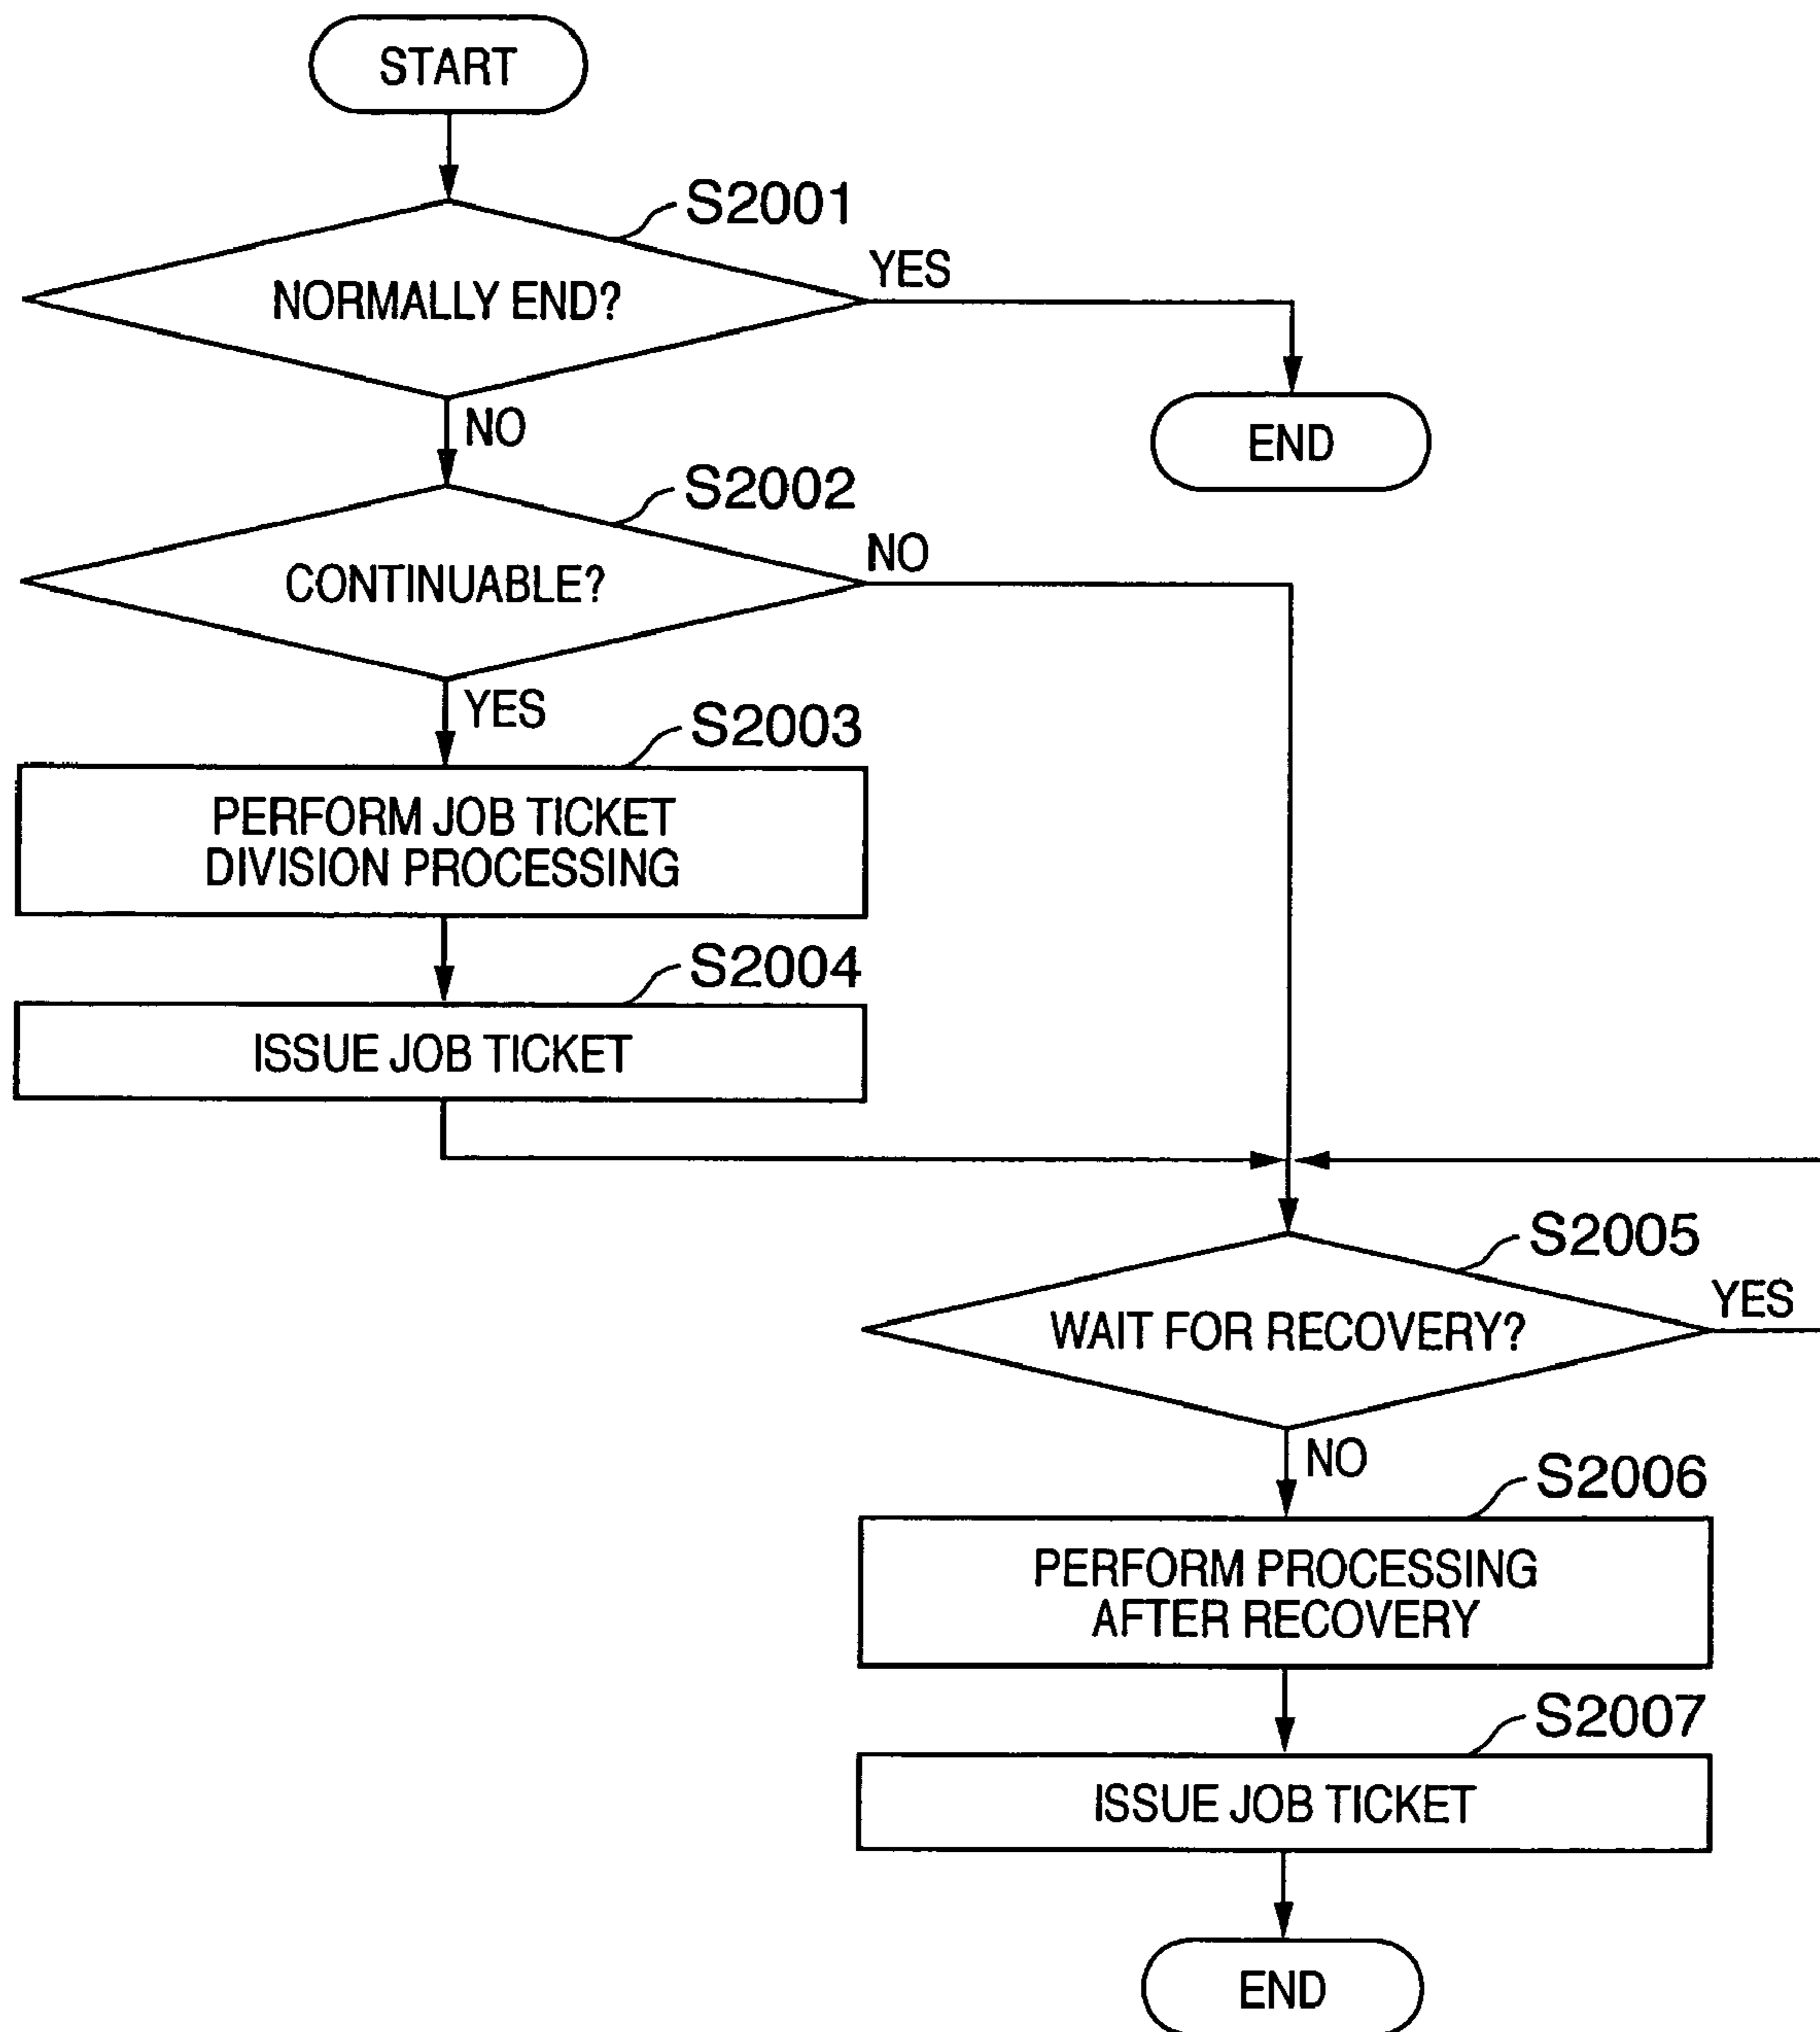 START
S2001
NORMALLY END?
YES
NO
END
S2002
CONTINUABLE?
NO
YES
S2003
PERFORM JOB TICKET
DIVISION PROCESSING
S2004
ISSUE JOB TICKET
S2005
WAIT FOR RECOVERY?
YES
NO
S2006
PERFORM PROCESSING
AFTER RECOVERY
S2007
ISSUE JOB TICKET
END